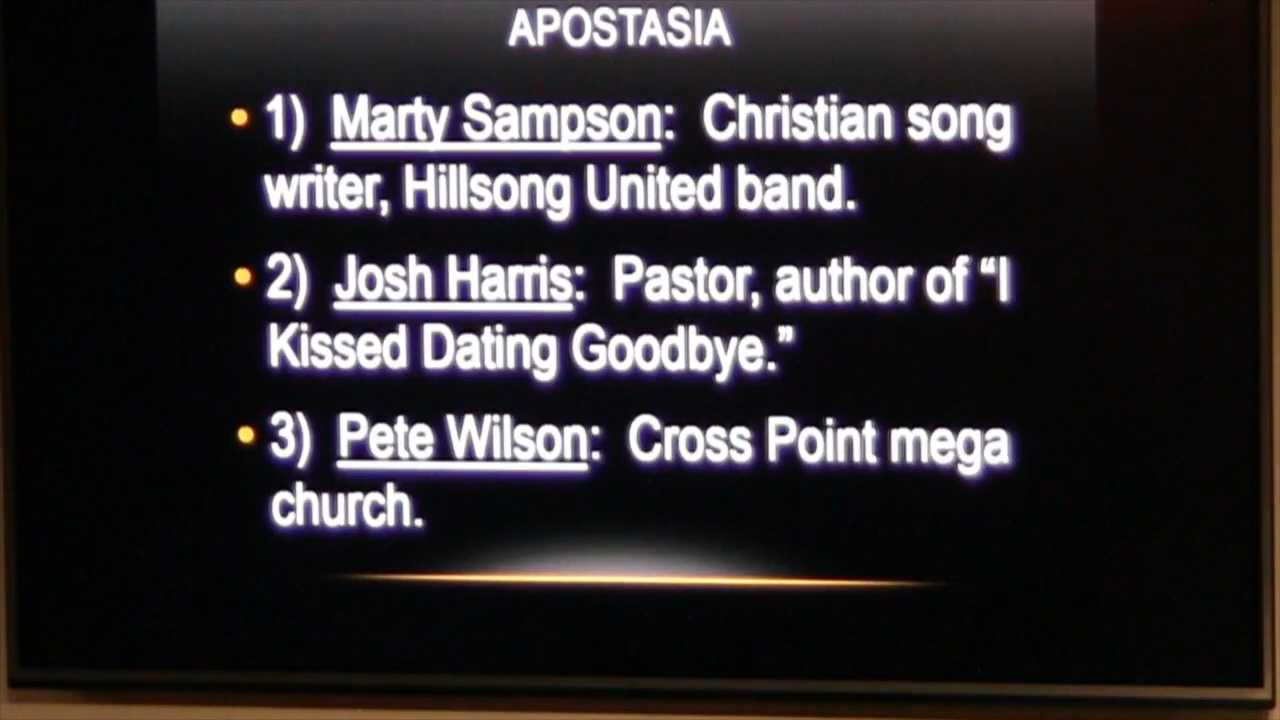 APOSTASIA
• 1) Marty Sampson: Christian song
writer, Hillsong United band.
• 2) Josh Harris: Pastor, author of “I
Kissed Dating Goodbye.”
• 3) Pete Wilson: Cross Point mega
church.